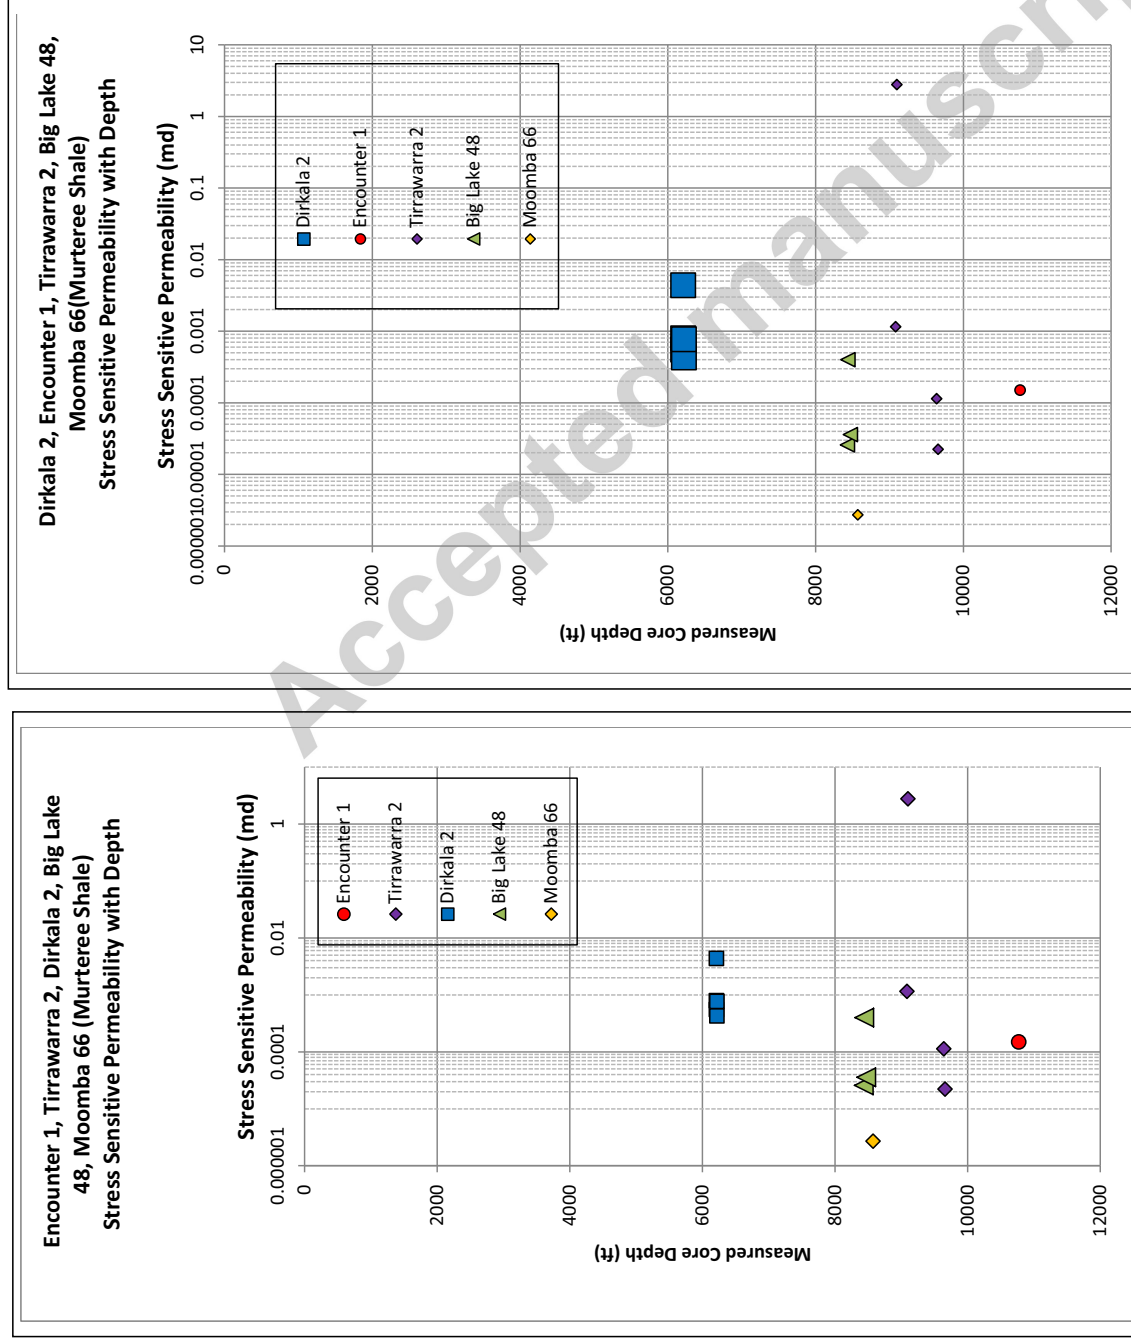 Encounter 1, Tirrawarra 2, Dirkala 2, Big Lake
48, Moomba 66 (Murteree Shale)
Stress Sensitive Permeability with Depth
Stress Sensitive Permeability (md)
0.000001 0.0001 0.01 1
0
2000
4000
6000
8000
10000
12000
Measured Core Depth (ft)
Encounter 1
Tirrawarra 2
Dirkala 2
Big Lake 48
Moomba 66
Dirkala 2, Encounter 1, Tirrawarra 2, Big Lake 48,
Moomba 66(Murteree Shale)
Stress Sensitive Permeability with Depth
Stress Sensitive Permeability (md)
0.000001 0.00001 0.0001 0.001 0.01 0.1 1 10
0
2000
4000
6000
8000
10000
12000
Measured Core Depth (ft)
Dirkala 2
Encounter 1
Tirrawarra 2
Big Lake 48
Moomba 66
Accepted manuscrip